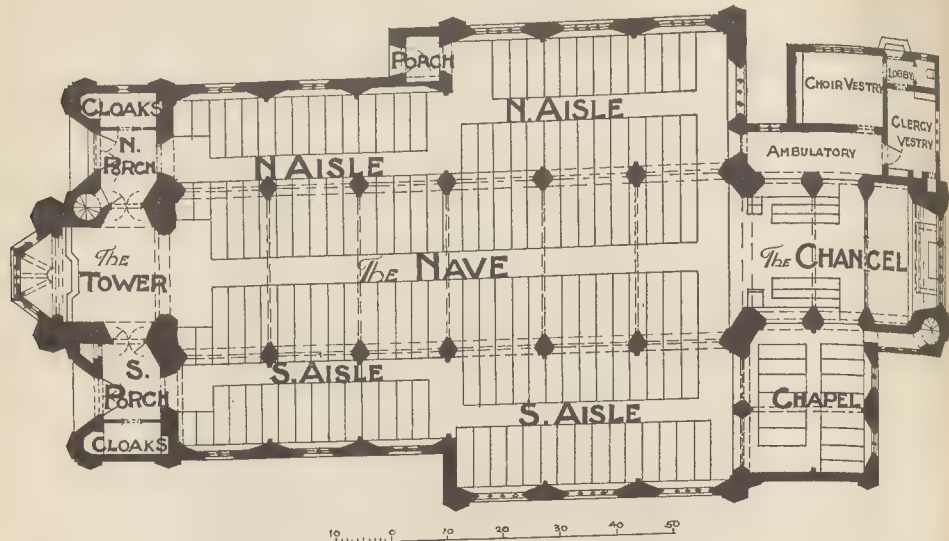 CLOAKS
N.
PORCH
PORCH
N AISLE
N. AISLE
CHOIR VESTRY
LOBBY
CLERGY
VESTRY
AMBULATORY
The
TOWER
The NAVE
The CHANCEL
S.
PORCH
CLOAKS
S. AISLE
S. AISLE
CHAPEL
10 0 10 20 30 40 50